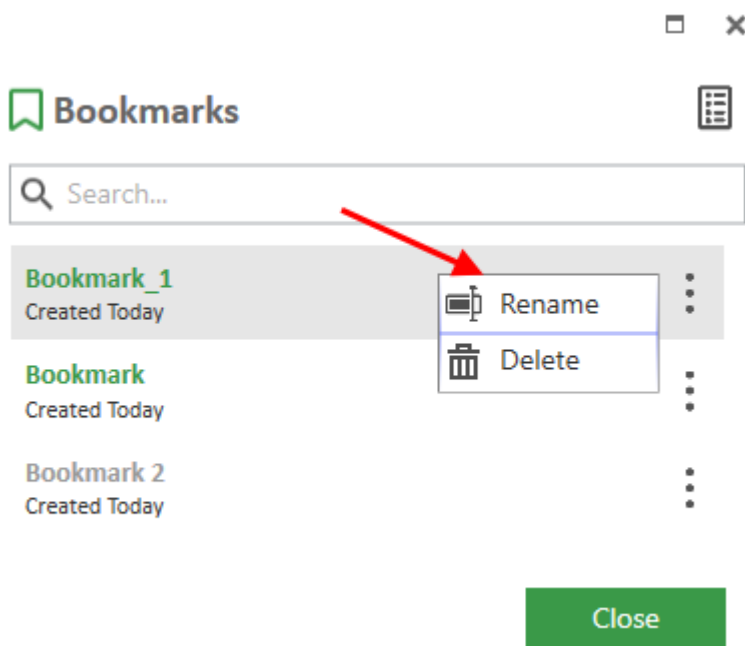 Bookmarks
Search...
Bookmark_1
Created Today
Rename
Delete
Bookmark
Created Today
Bookmark 2
Created Today
Close